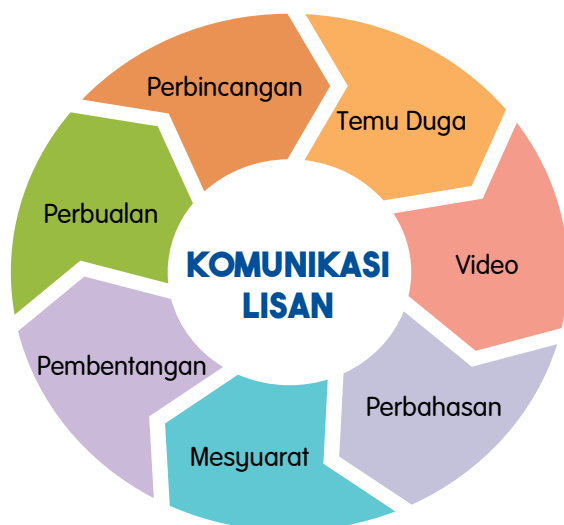 Perbincangan
Temu Duga
Perbualan
Video
KOMUNIKASI
LISAN
Pembentangan
Perbahasan
Mesyuarat